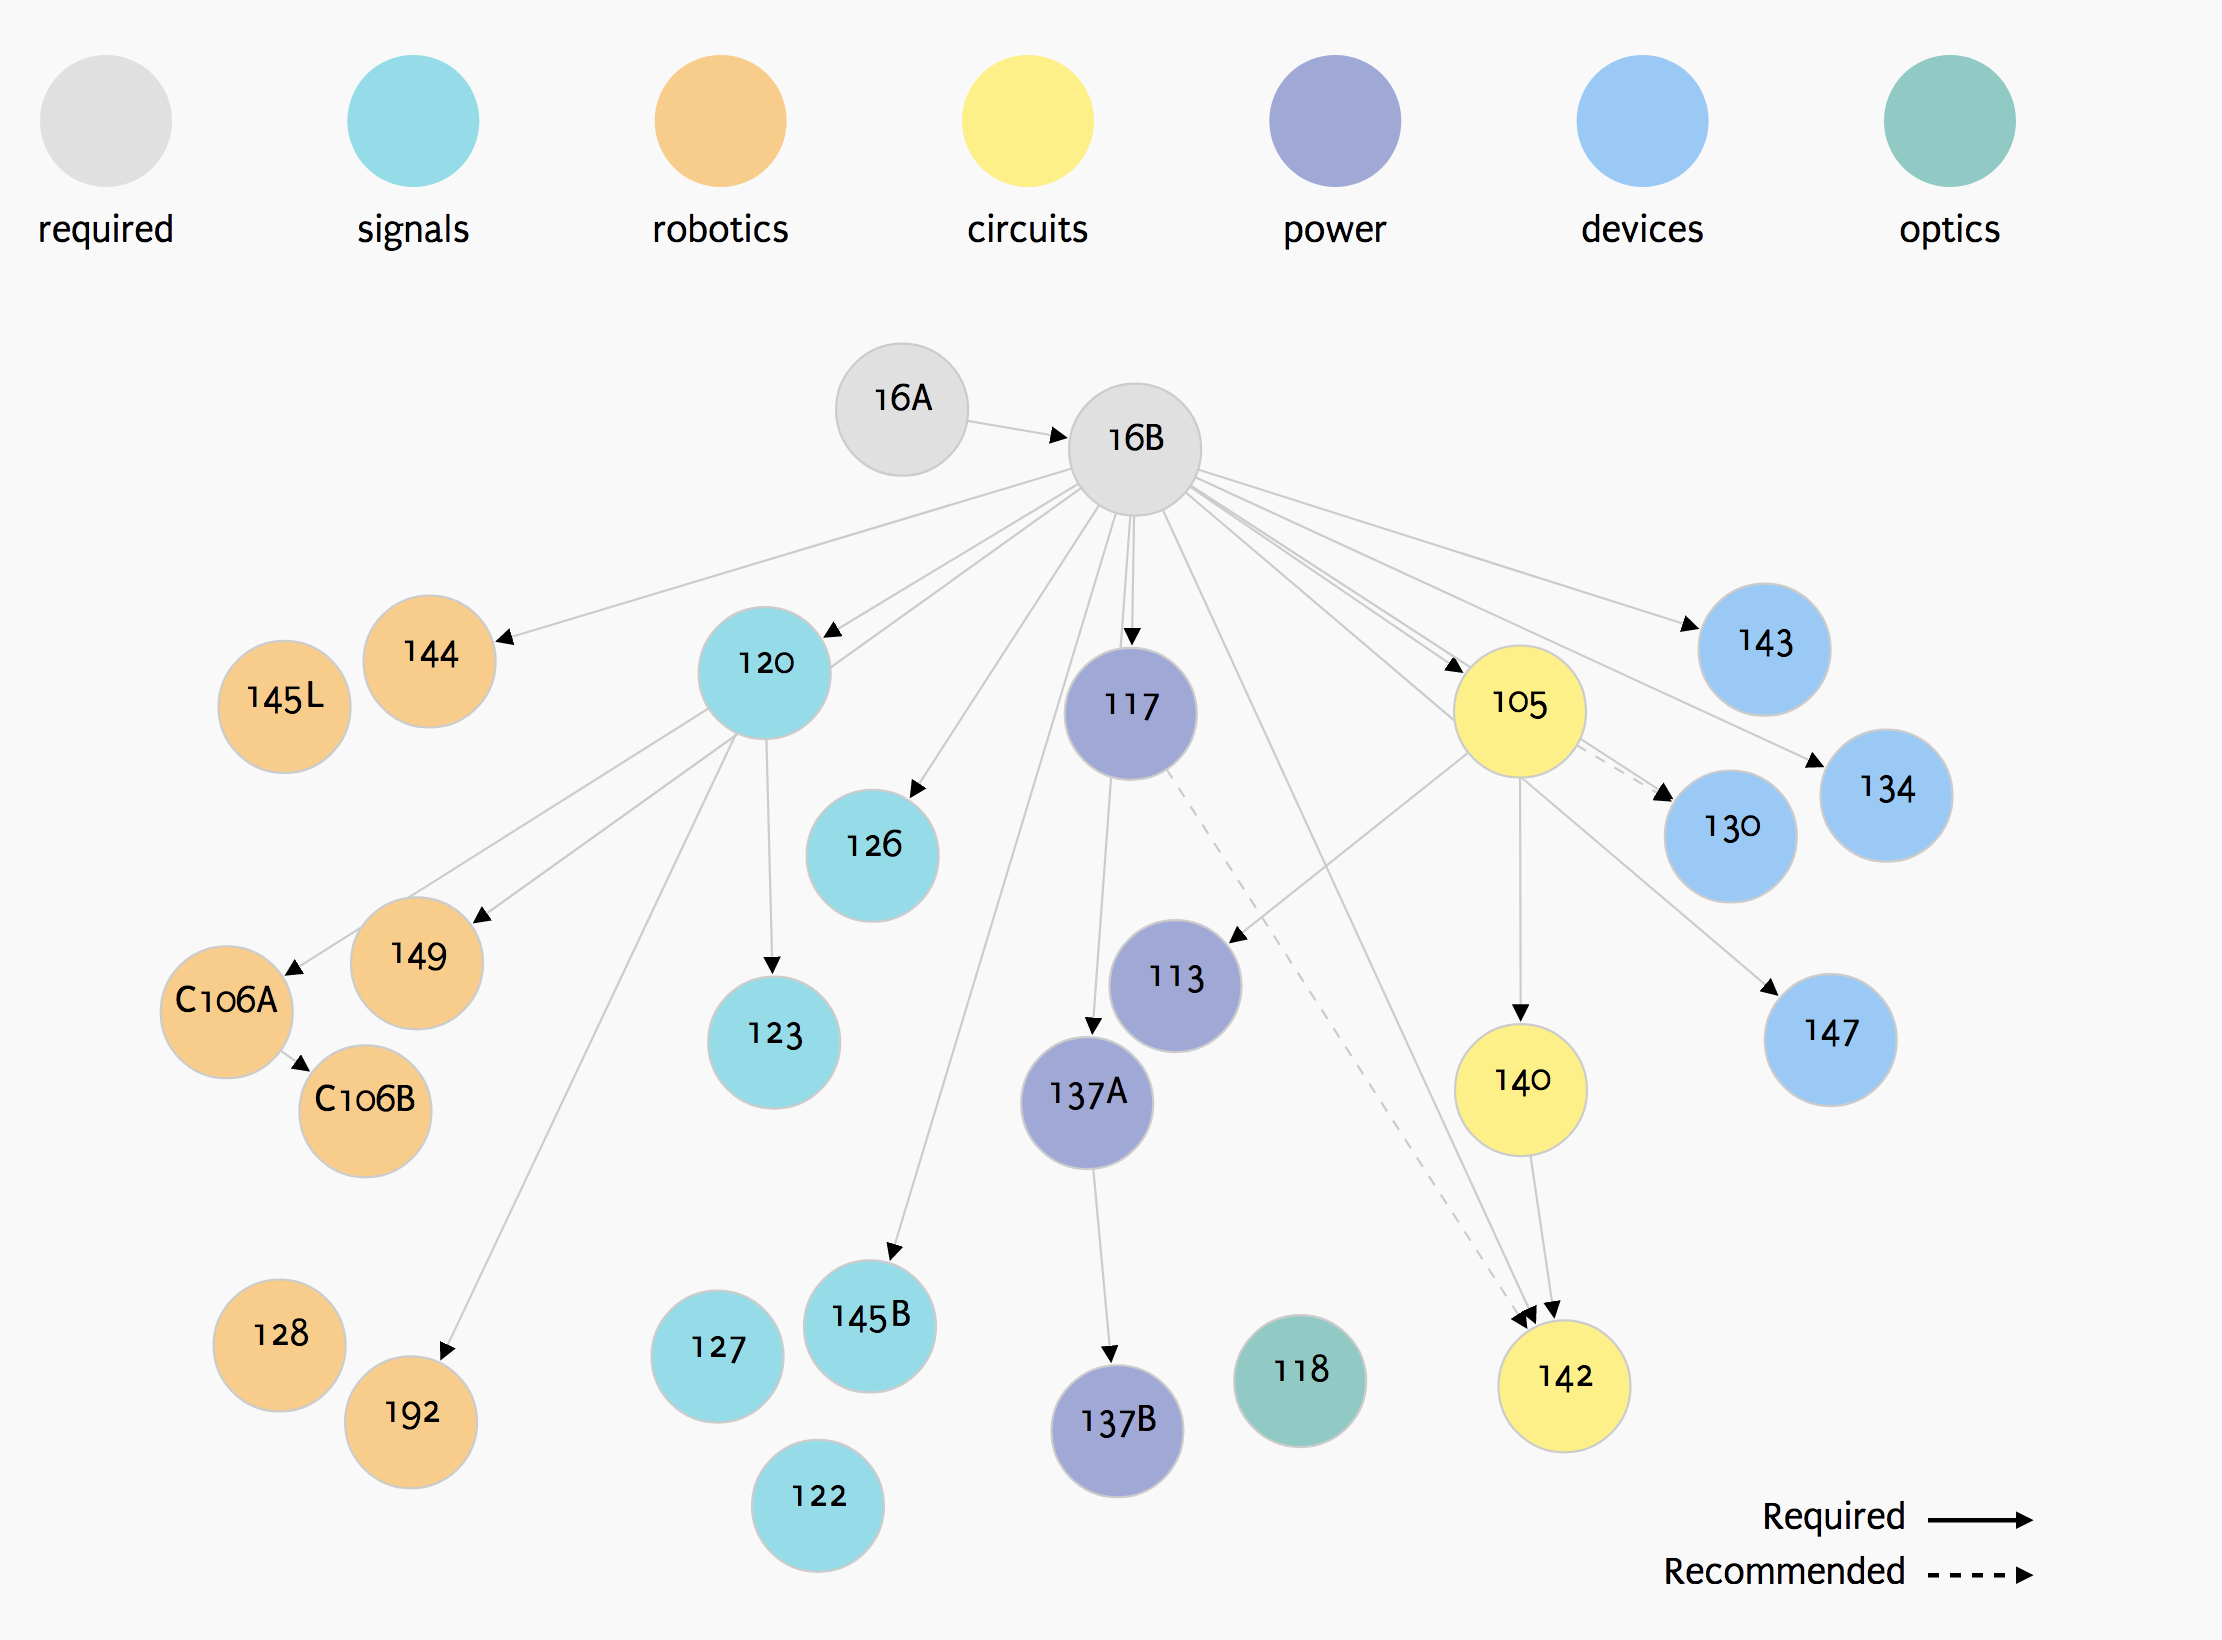 required
signals
robotics
circuits
power
devices
optics
16A
16B
143
144
120
145L
117
105
134
130
126
149
C106A
113
123
147
C106B
137A
140
145B
128
127
118
142
192
137B
122
Required
Recommended